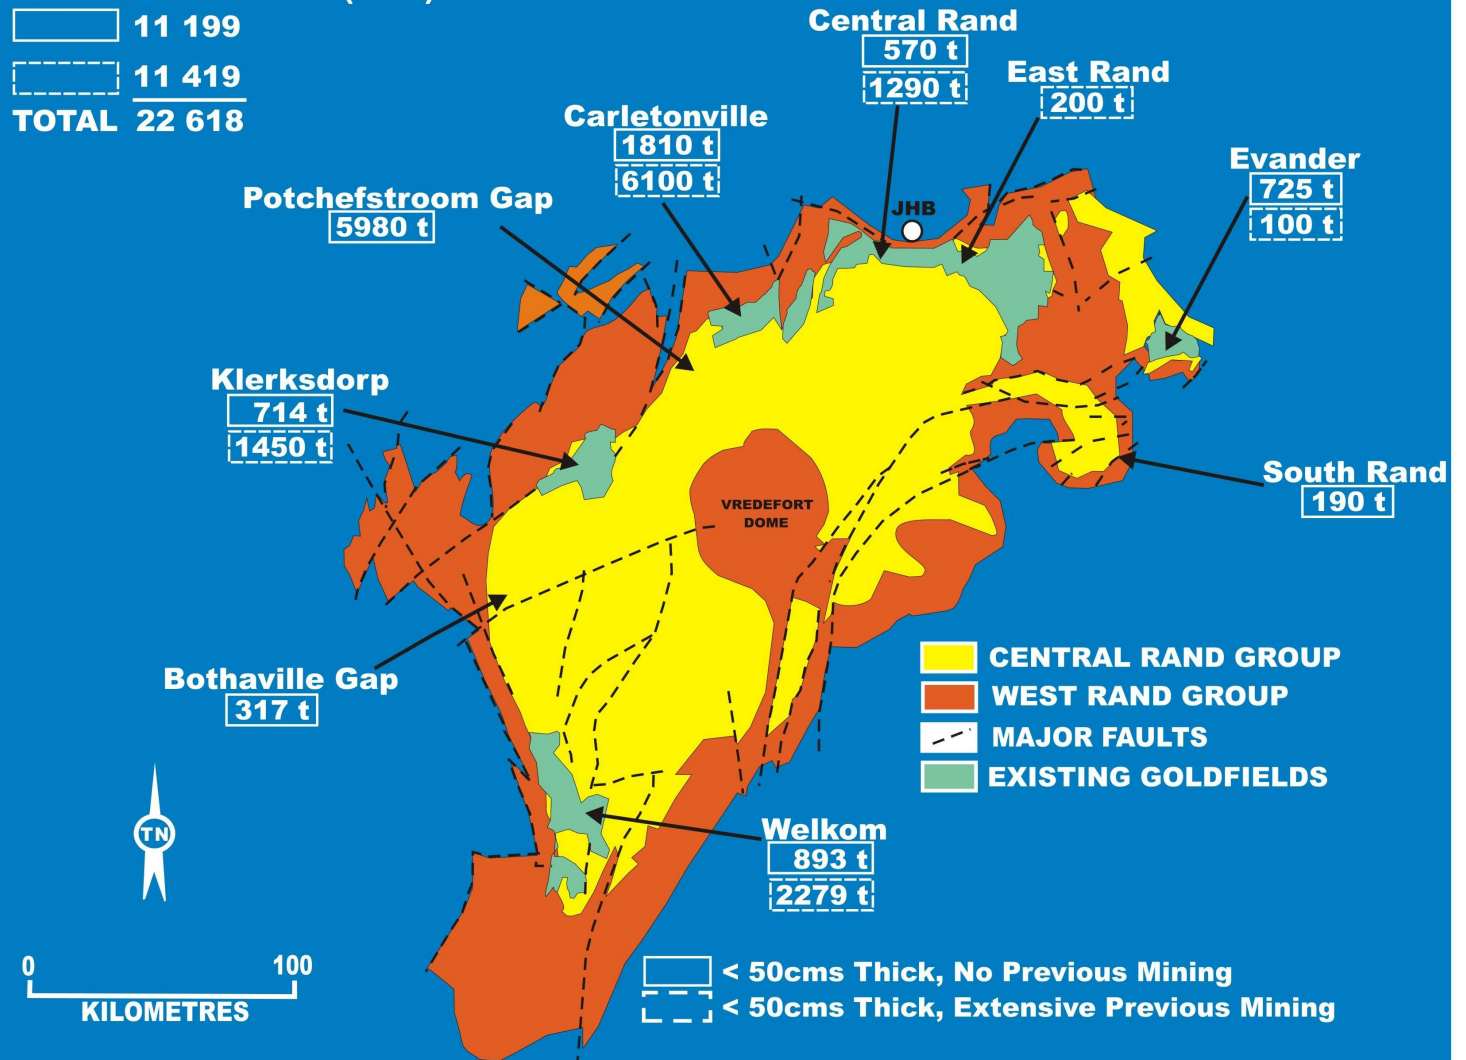 11 199
11 419
TOTAL 22 618
Central Rand
570 t
1290 t
East Rand
200 t
Carletonville
1810 t
6100 t
Evander
725 t
100 t
Potchefstroom Gap
5980 t
JHB
Klerksdorp
714 t
1450 t
South Rand
190 t
VREDEFORT
DOME
Bothaville Gap
317 t
CENTRAL RAND GROUP
WEST RAND GROUP
MAJOR FAULTS
EXISTING GOLDFIELDS
TN
Welkom
893 t
2279 t
0 100
KILOMETRES
< 50cms Thick, No Previous Mining
< 50cms Thick, Extensive Previous Mining